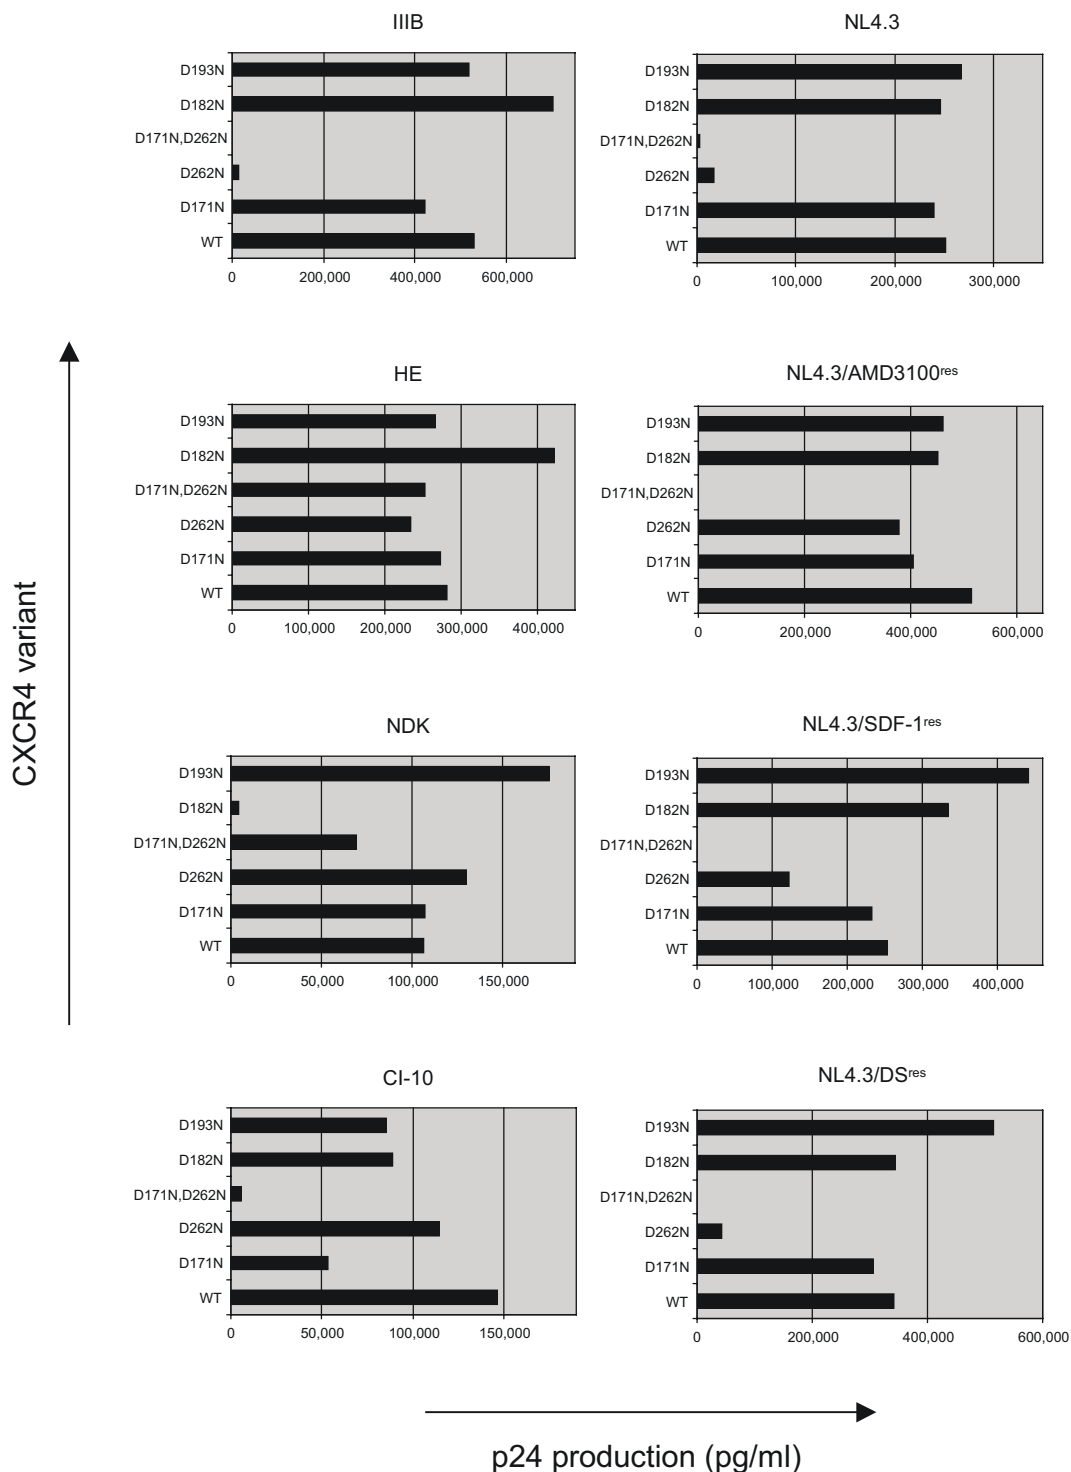 IIIB
D193N
D182N
D171N,D262N
D262N
D171N
WT
0 200,000 400,000 600,000
NL4.3
D193N
D182N
D171N,D262N
D262N
D171N
WT
0 100,000 200,000 300,000
HE
D193N
D182N
D171N,D262N
D262N
D171N
WT
0 100,000 200,000 300,000 400,000
NL4.3/AMD3100res
D193N
D182N
D171N,D262N
D262N
D171N
WT
0 200,000 400,000 600,000
CXCR4 variant
NDK
D193N
D182N
D171N,D262N
D262N
D171N
WT
0 50,000 100,000 150,000
NL4.3/SDF-1res
D193N
D182N
D171N,D262N
D262N
D171N
WT
0 100,000 200,000 300,000 400,000
CI-10
D193N
D182N
D171N,D262N
D262N
D171N
WT
0 50,000 100,000 150,000
NL4.3/DSres
D193N
D182N
D171N,D262N
D262N
D171N
WT
0 200,000 400,000 600,000
p24 production (pg/ml)